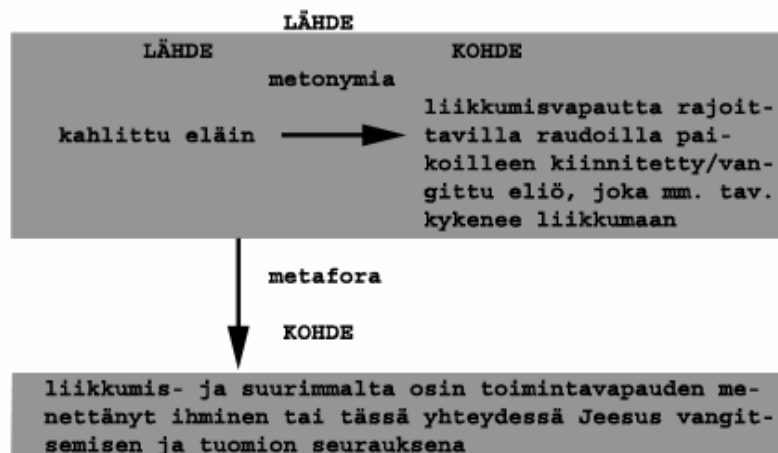 LÄHDE
LÄHDE KOHDE
metonymia
kahlittu eläin
liikkumisvapautta rajoit-
tavilla raudoilla pai-
koilleen kiinnitetty/van-
gittu eliö, joka mm. tav.
kykenee liikkumaan
metafora
KOHDE
liikkumis- ja suurimmalta osin toimintavapauden me-
nettänyt ihminen tai tässä yhteydessä Jeesus vangit-
semisen ja tuomion seurauksena